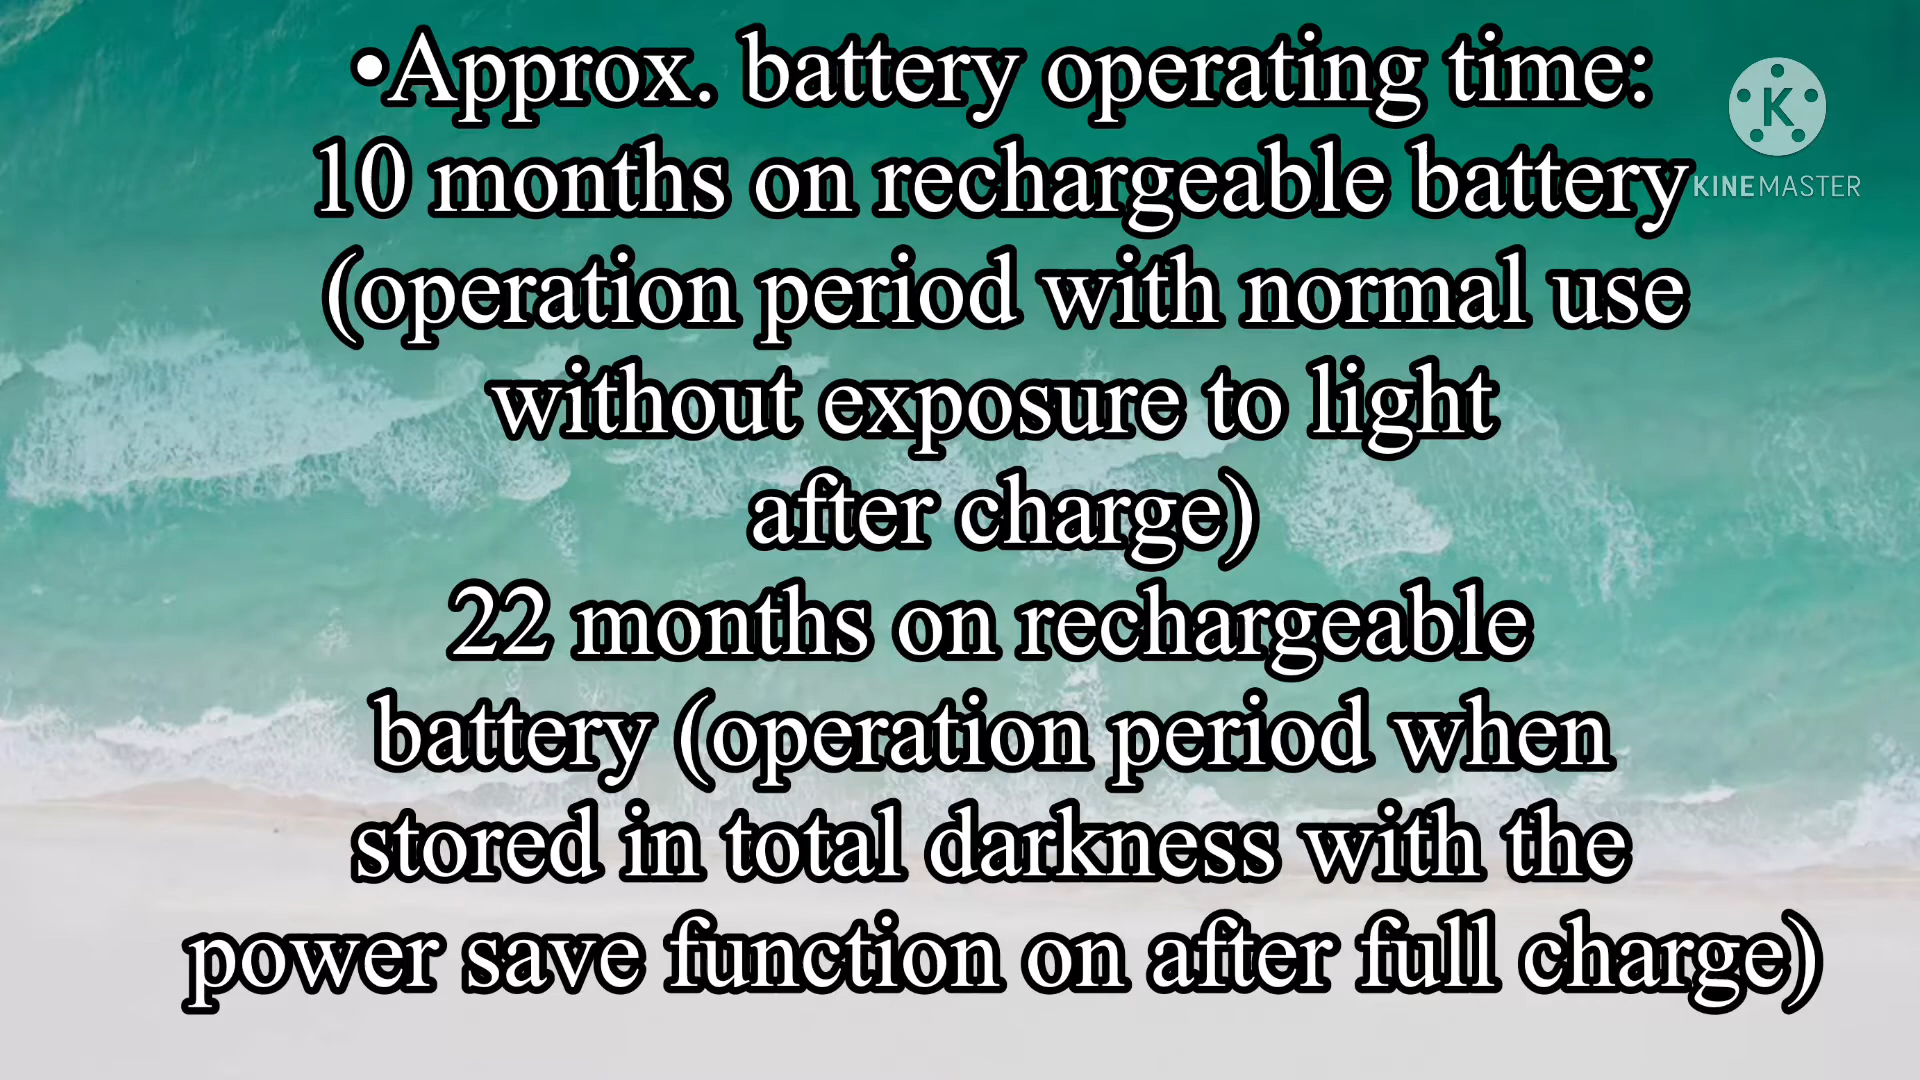 •Approx. battery operating time:
10 months on rechargeable battery
(operation period with normal use
without exposure to light
after charge)
22 months on rechargeable
battery (operation period when
stored in total darkness with the
power save function on after full charge)
K
KINEMASTER